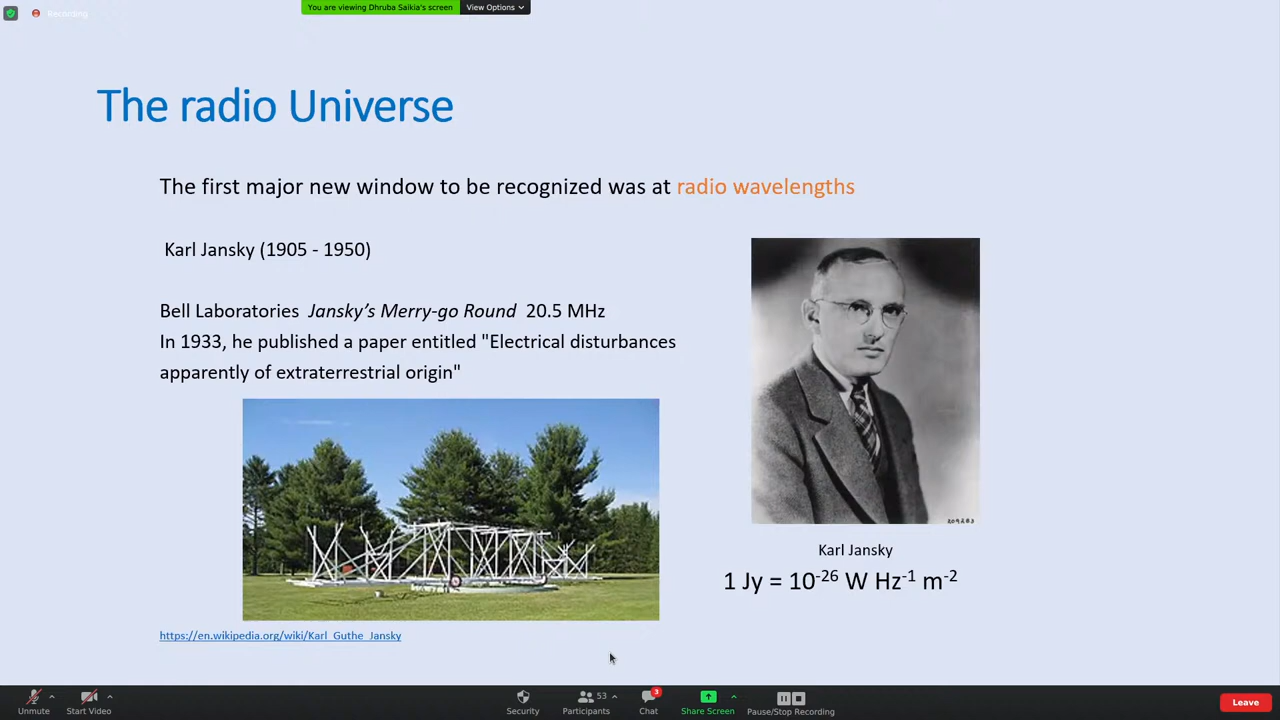 Recording
You are viewing Dhruba Saikia's screen
View Options
The radio Universe
The first major new window to be recognized was at radio wavelengths
Karl Jansky (1905 - 1950)
Bell Laboratories Jansky's Merry-go Round 20.5 MHz
In 1933, he published a paper entitled "Electrical disturbances
apparently of extraterrestrial origin"
Karl Jansky
1 Jy = 10⁻²⁶ W Hz⁻¹ m⁻²
https://en.wikipedia.org/wiki/Karl_Guthe_Jansky
Unmute
Start Video
Security
53
Participants
3
Chat
Share Screen
Pause/Stop Recording
Leave